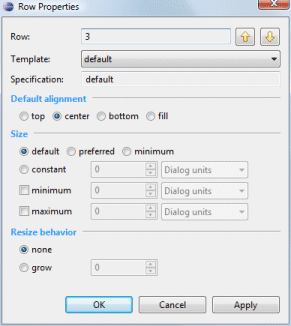 Row Properties
Row: 3
Template: default
Specification: default
Default alignment
top center bottom fill
Size
default preferred minimum
constant 0 Dialog units
minimum 0 Dialog units
maximum 0 Dialog units
Resize behavior
none
grow 0
OK Cancel Apply